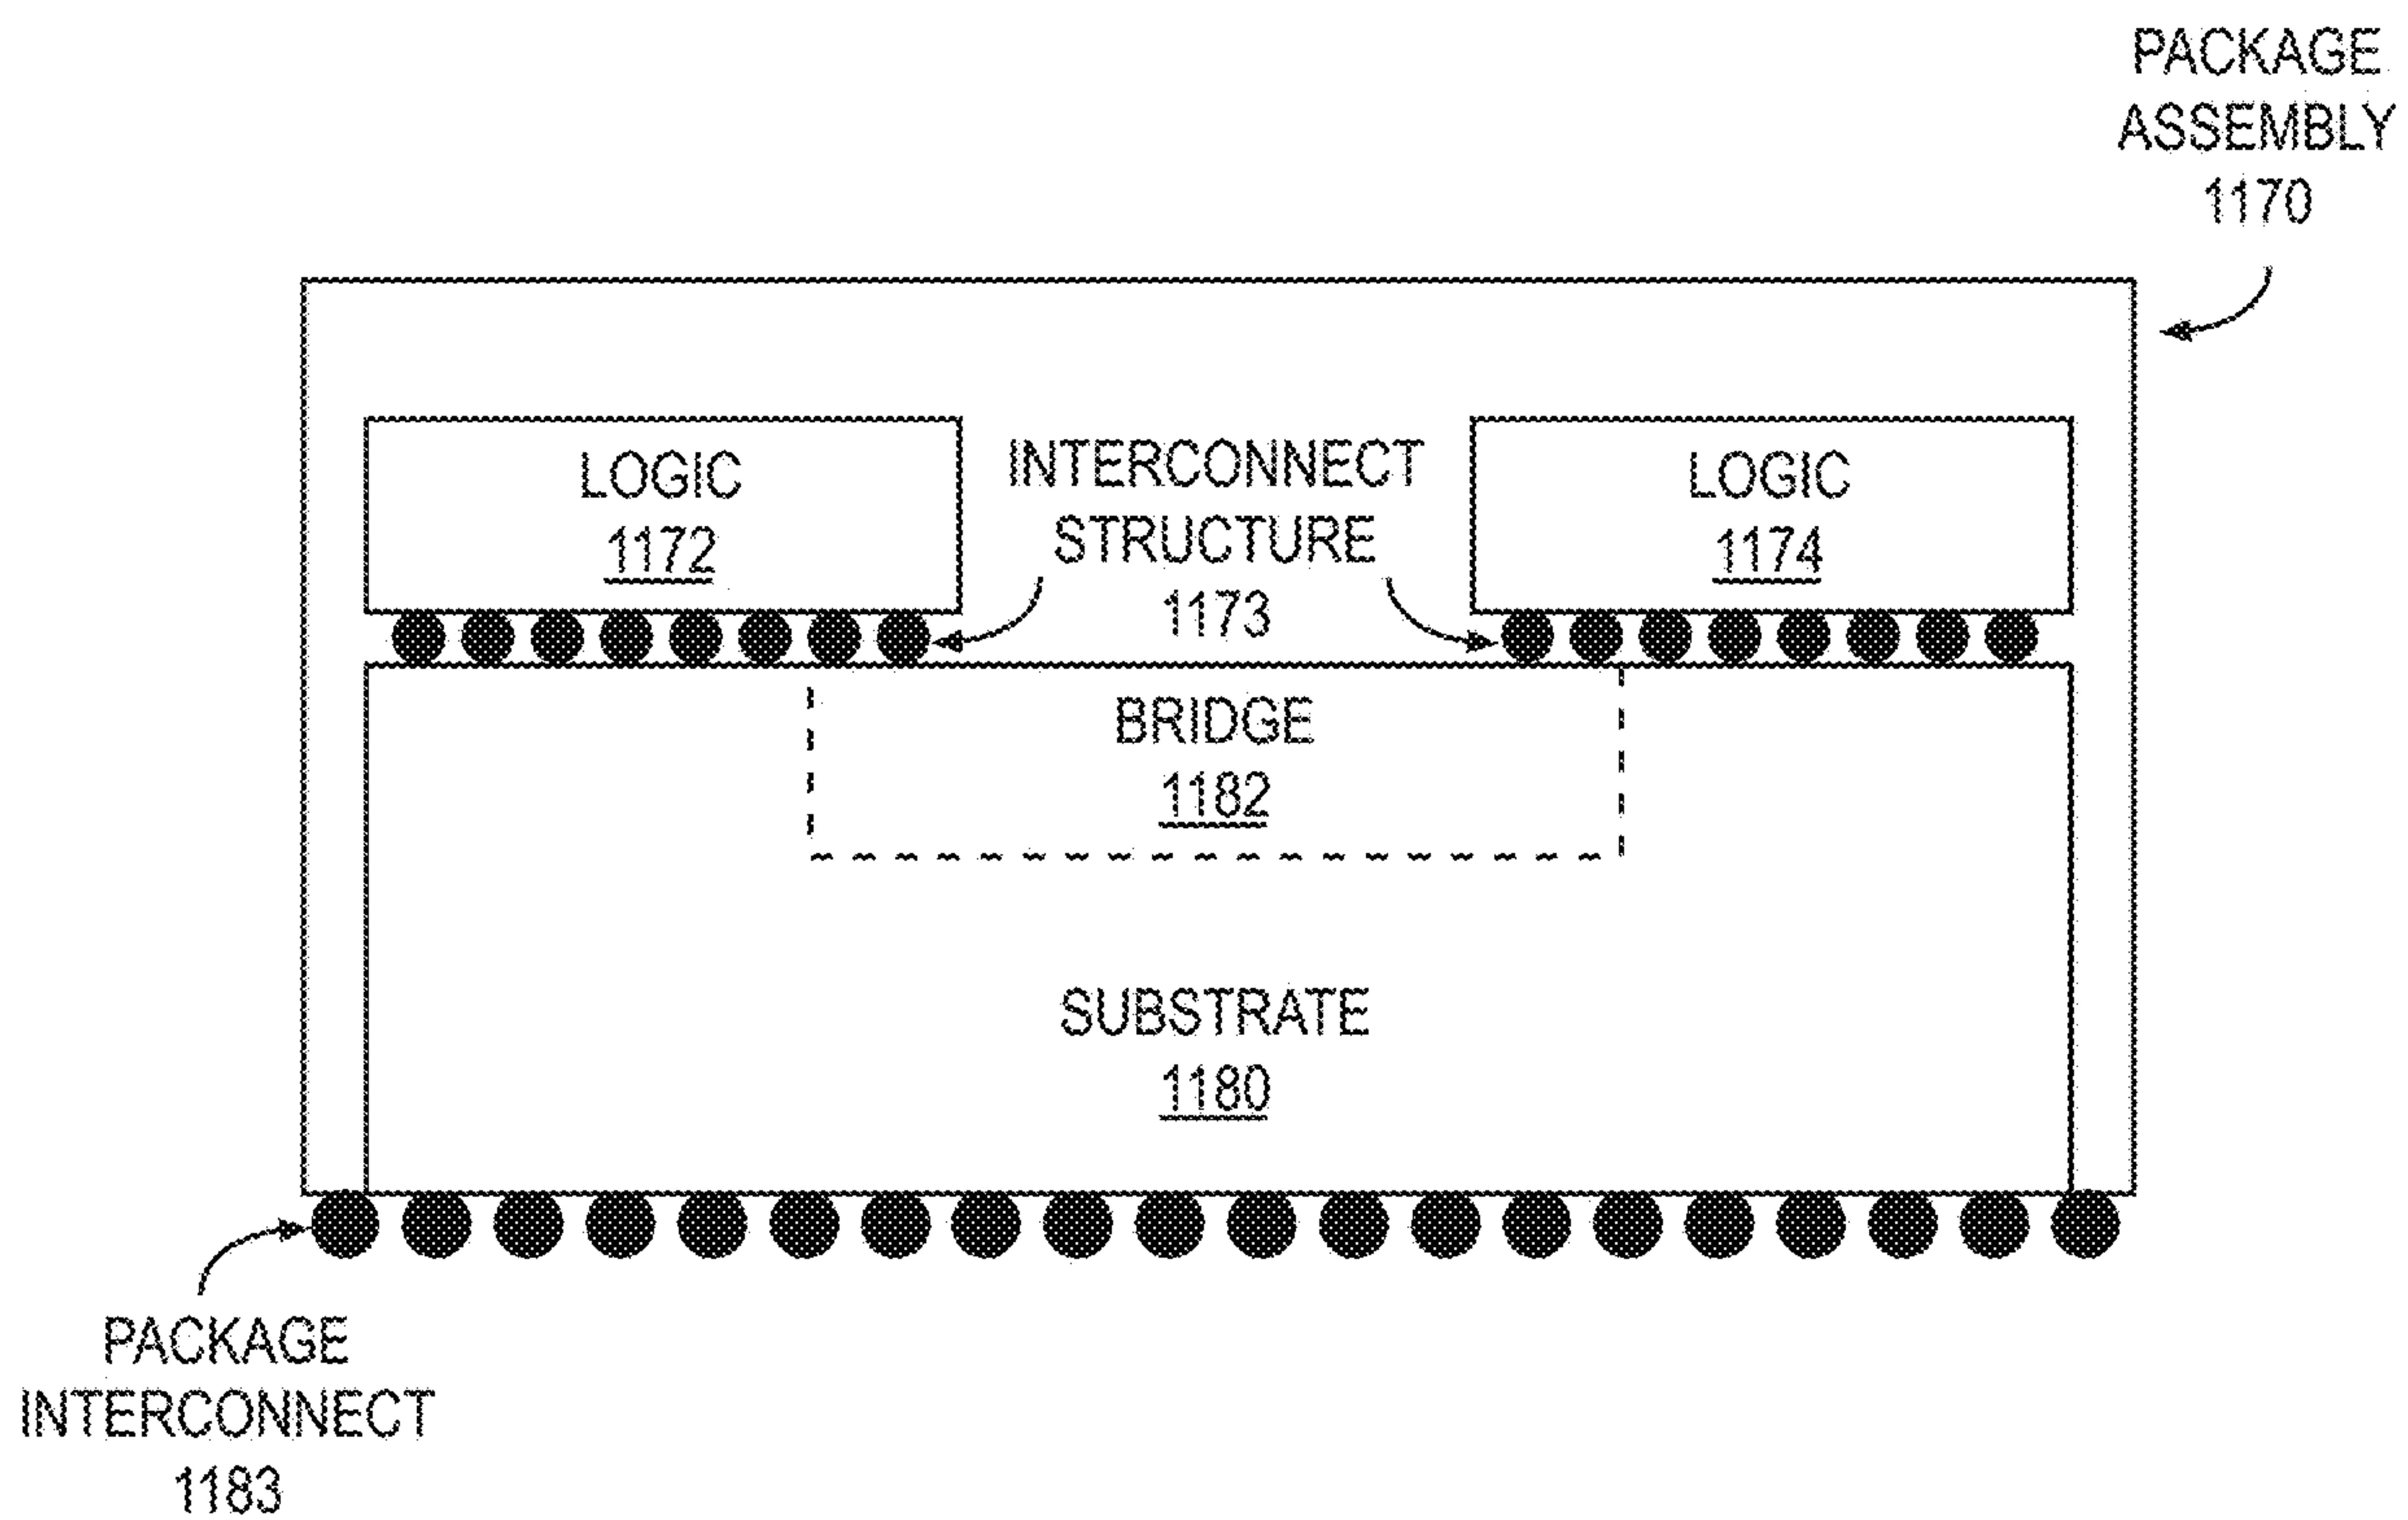 PACKAGE
ASSEMBLY
1170
LOGIC
1172
INTERCONNECT
STRUCTURE
1173
LOGIC
1174
BRIDGE
1182
SUBSTRATE
1180
PACKAGE
INTERCONNECT
1183